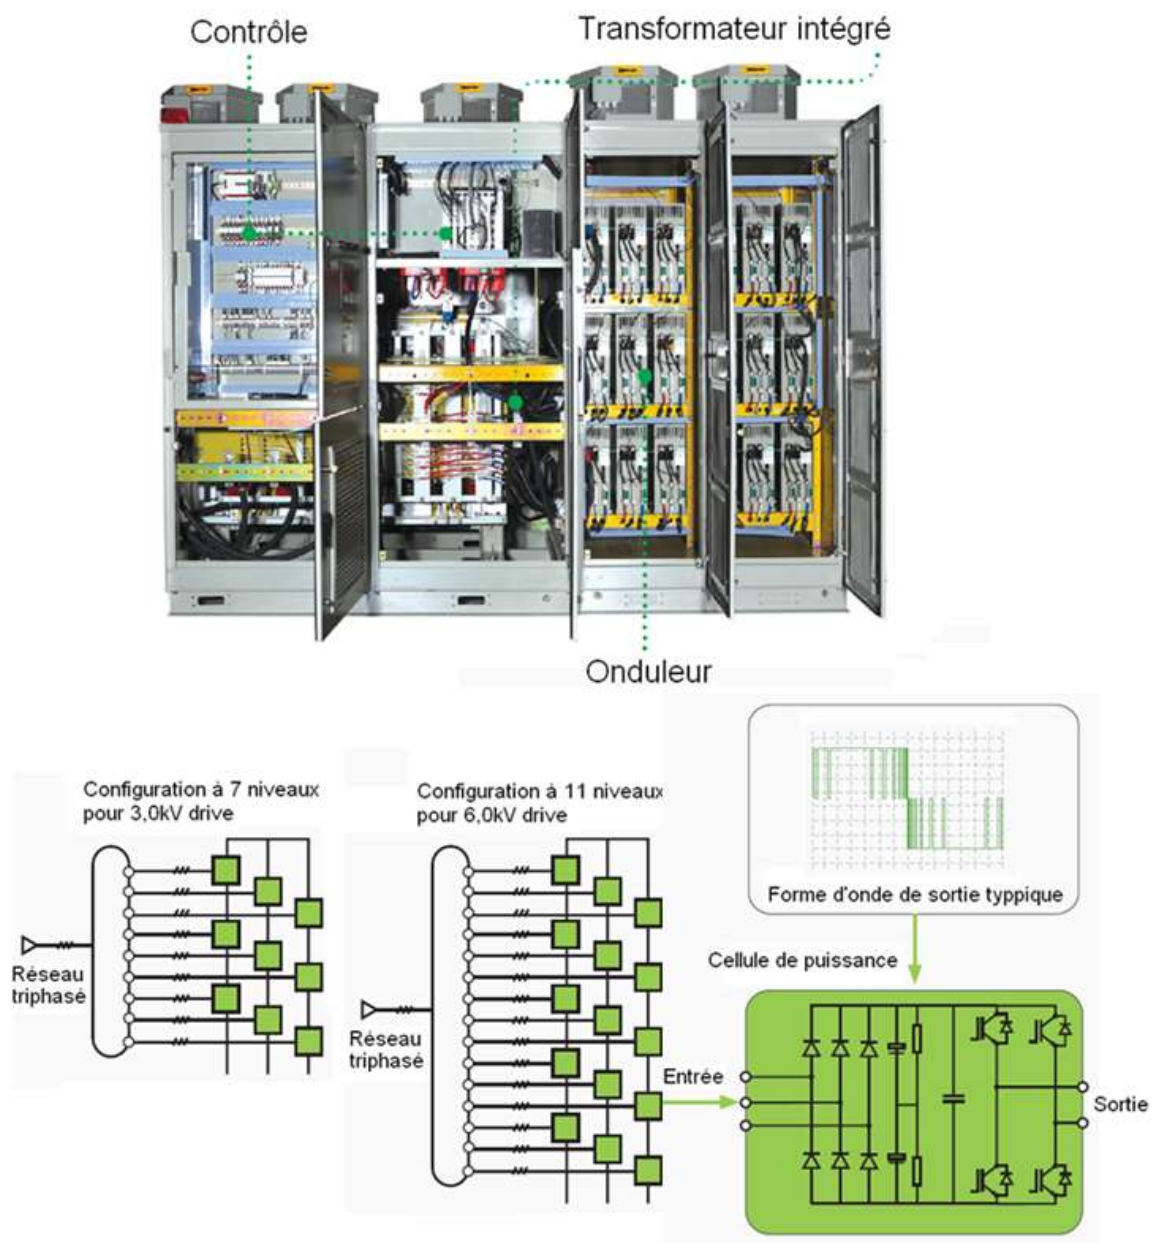 Contrôle
Transformateur intégré
Onduleur
Configuration à 7 niveaux
pour 3,0kV drive
Réseau
triphasé
Configuration à 11 niveaux
pour 6,0kV drive
Réseau
triphasé
Forme d'onde de sortie typpique
Cellule de puissance
Entrée
Sortie